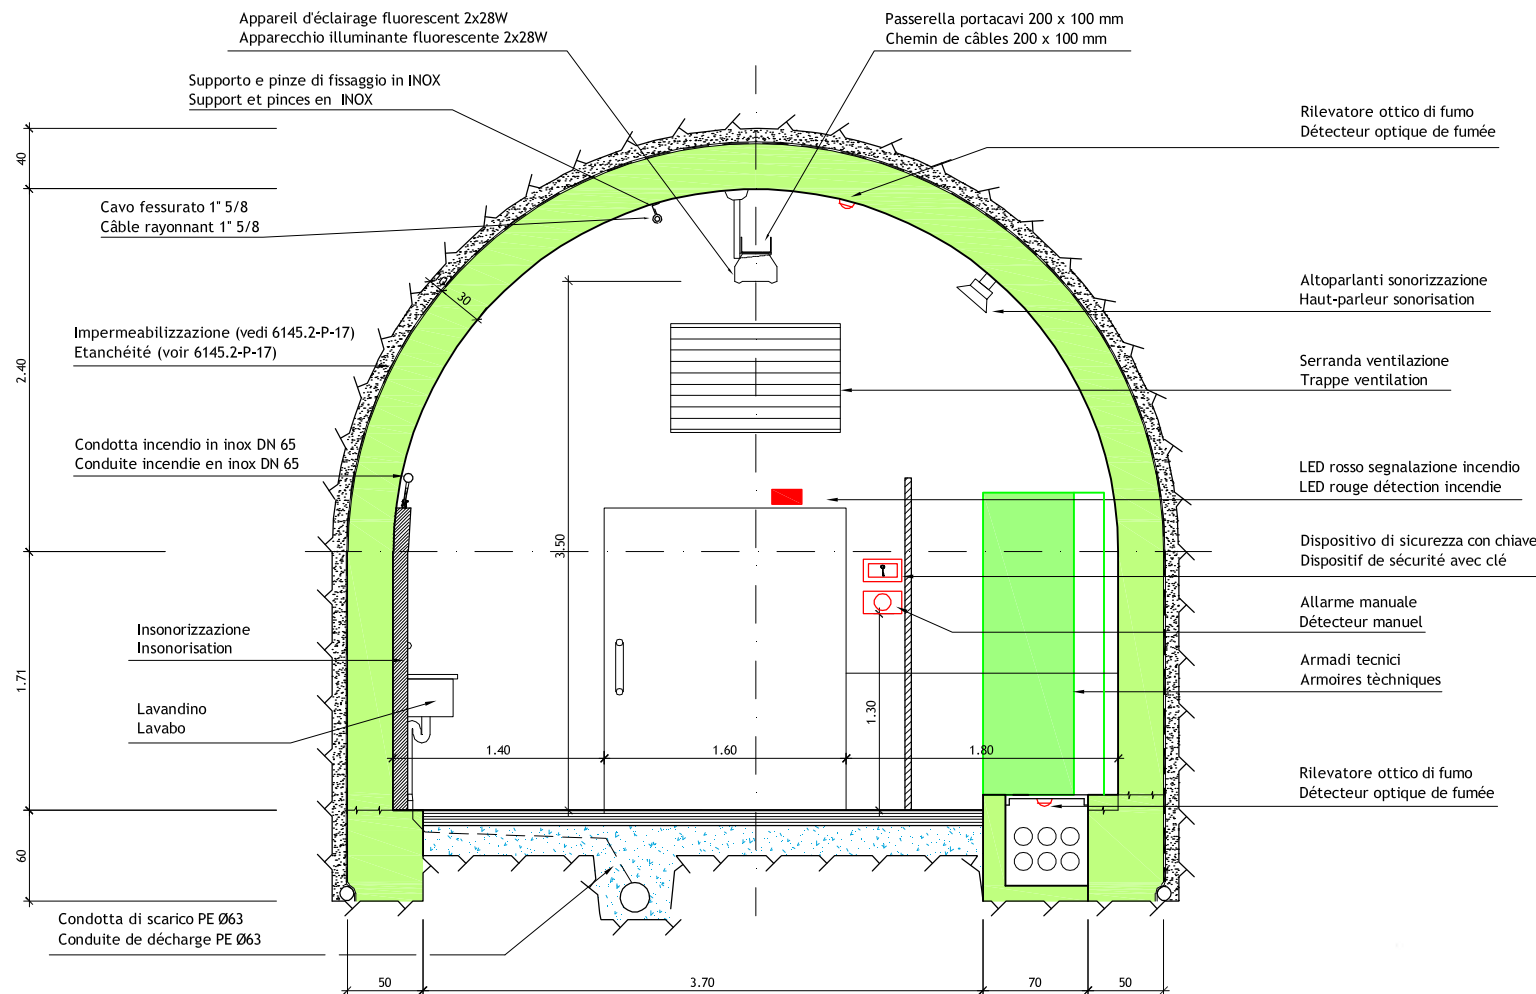 Appareil d'éclairage fluorescent 2x28W
Apparecchio illuminante fluorescente 2x28W
Passerella portacavi 200 x 100 mm
Chemin de câbles 200 x 100 mm
Supporto e pinze di fissaggio in INOX
Support et pinces en INOX
Rilevatore ottico di fumo
Détecteur optique de fumée
40
Cavo fessurato 1" 5/8
Câble rayonnant 1" 5/8
30
Altoparlanti sonorizzazione
Haut-parleur sonorisation
Impermeabilizzazione (vedi 6145.2-P-17)
Etanchéité (voir 6145.2-P-17)
2.40
Serranda ventilazione
Trappe ventilation
Condotta incendio in inox DN 65
Conduite incendie en inox DN 65
LED rosso segnalazione incendio
LED rouge détection incendie
3.50
Dispositivo di sicurezza con chiave
Dispositif de sécurité avec clé
Allarme manuale
Détecteur manuel
Insonorizzazione
Insonorisation
1.71
Armadi tecnici
Armoires tèchniques
Lavandino
Lavabo
1.30
1.40
1.60
1.80
Rilevatore ottico di fumo
Détecteur optique de fumée
60
Condotta di scarico PE Ø63
Conduite de décharge PE Ø63
50
3.70
70
50